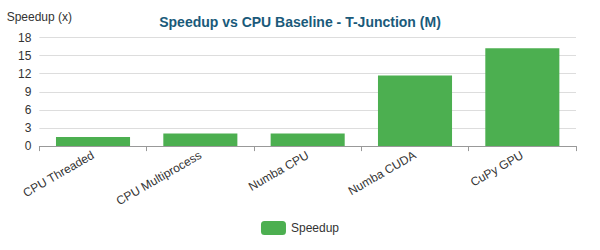 Speedup (x)
Speedup vs CPU Baseline - T-Junction (M)
18
15
12
9
6
3
0
CPU Threaded
CPU Multiprocess
Numba CPU
Numba CUDA
CuPy GPU
Speedup